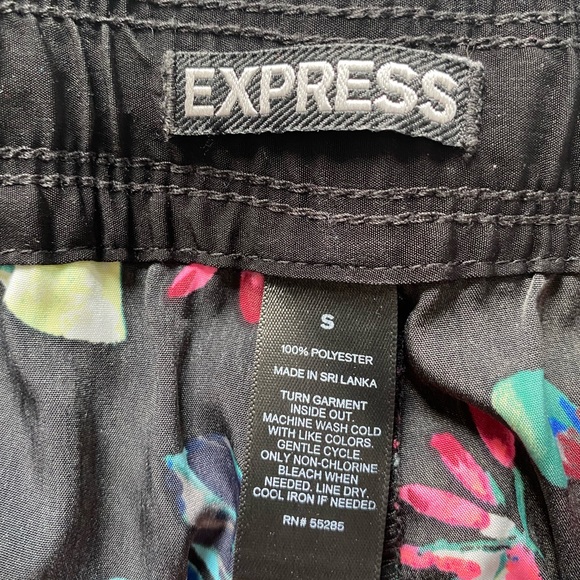 EXPRESS
S
100% POLYESTER
MADE IN SRI LANKA
TURN GARMENT
INSIDE OUT.
MACHINE WASH COLD
WITH LIKE COLORS.
GENTLE CYCLE.
ONLY NON-CHLORINE
BLEACH WHEN
NEEDED. LINE DRY.
COOL IRON IF NEEDED
RN# 55285